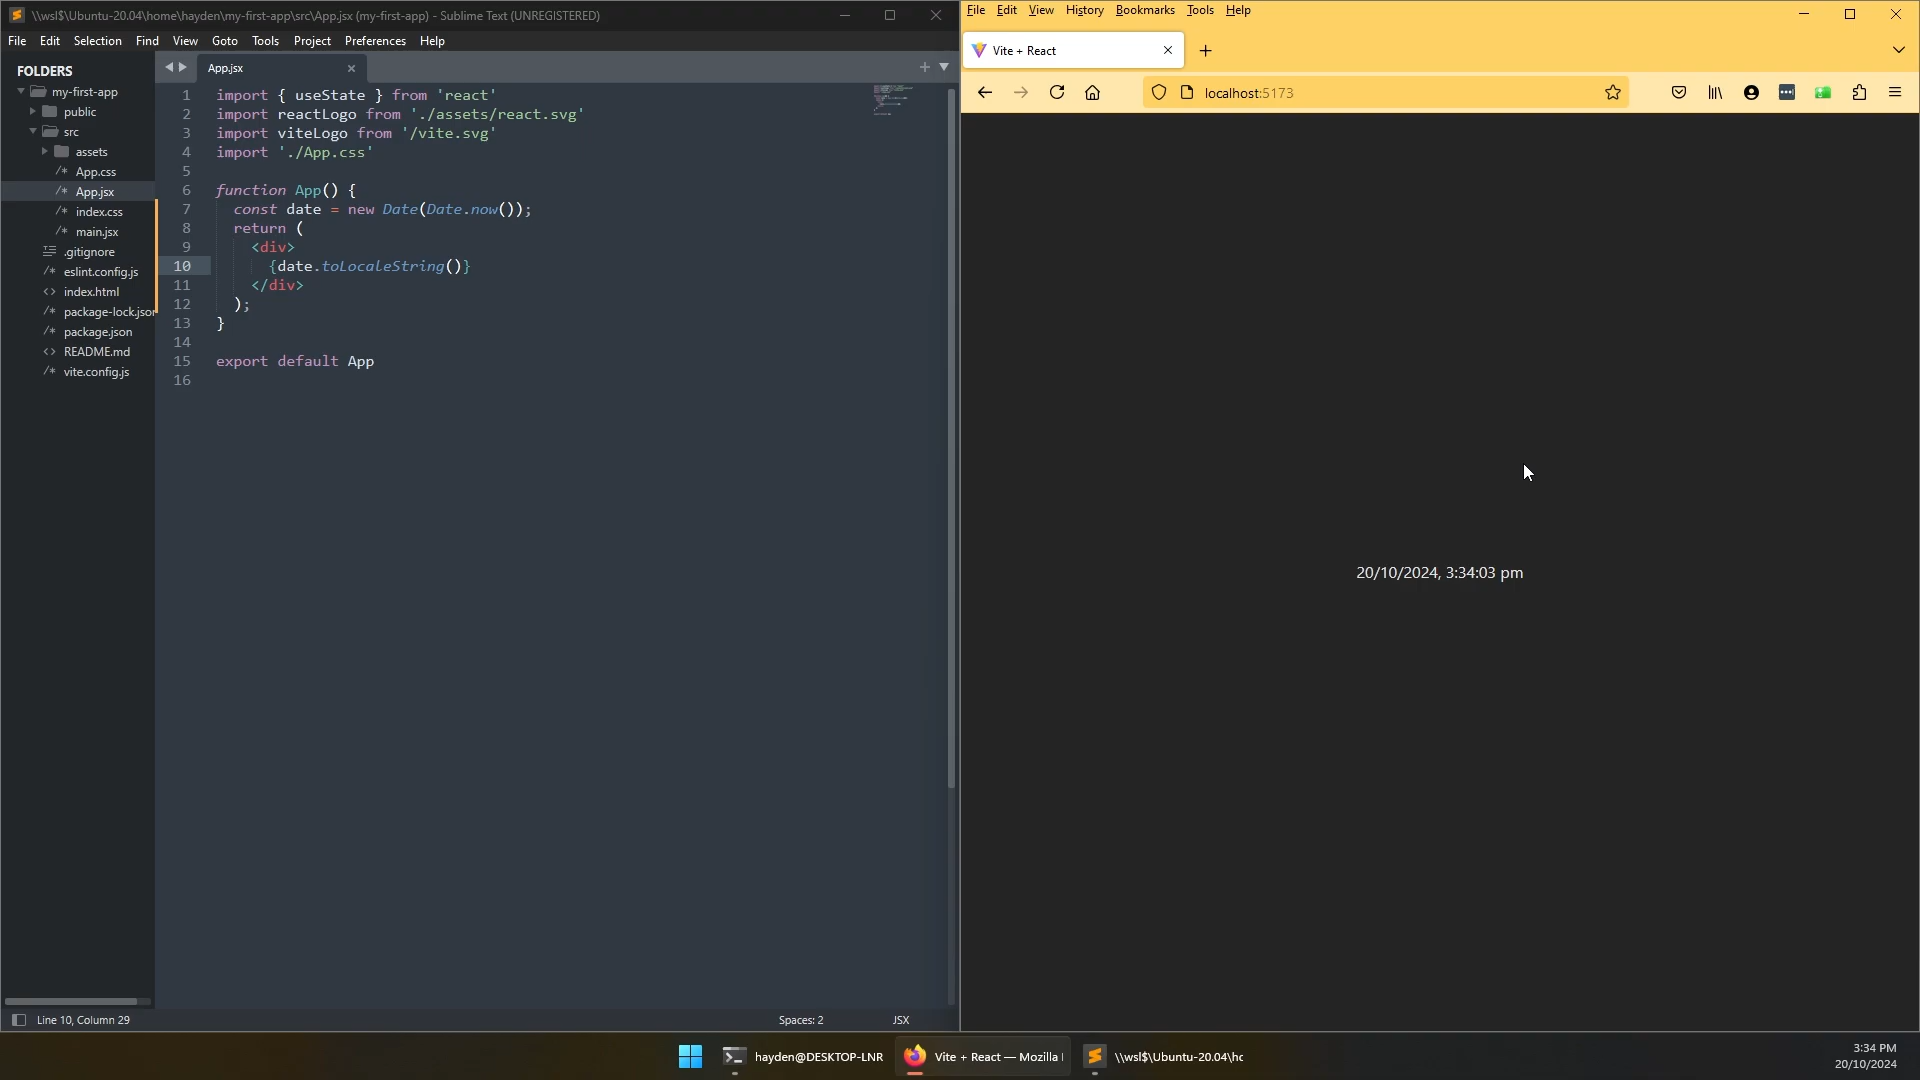 \\wsl$\Ubuntu-20.04\home\hayden\my-first-app\src\App.jsx (my-first-app) - Sublime Text (UNREGISTERED)
File Edit Selection Find View Goto Tools Project Preferences Help
FOLDERS
my-first-app
public
src
assets
App.css
App.jsx
index.css
main.jsx
.gitignore
eslint.config.js
index.html
package-lock.jsor
package.json
README.md
vite.config.js
App.jsx
1 import { useState } from 'react'
2 import reactLogo from './assets/react.svg'
3 import viteLogo from '/vite.svg'
4 import './App.css'
5
6 function App() {
7 const date = new Date(Date.now());
8 return (
9 <div>
10 {date.toLocaleString()}
11 </div>
12 );
13 }
14
15 export default App
16
Line 10, Column 29
Spaces: 2
JSX
File Edit View History Bookmarks Tools Help
Vite + React
localhost:5173
20/10/2024, 3:34:03 pm
hayden@DESKTOP-LNR
Vite + React — Mozilla
\\wsl$\Ubuntu-20.04\hc
3:34 PM
20/10/2024